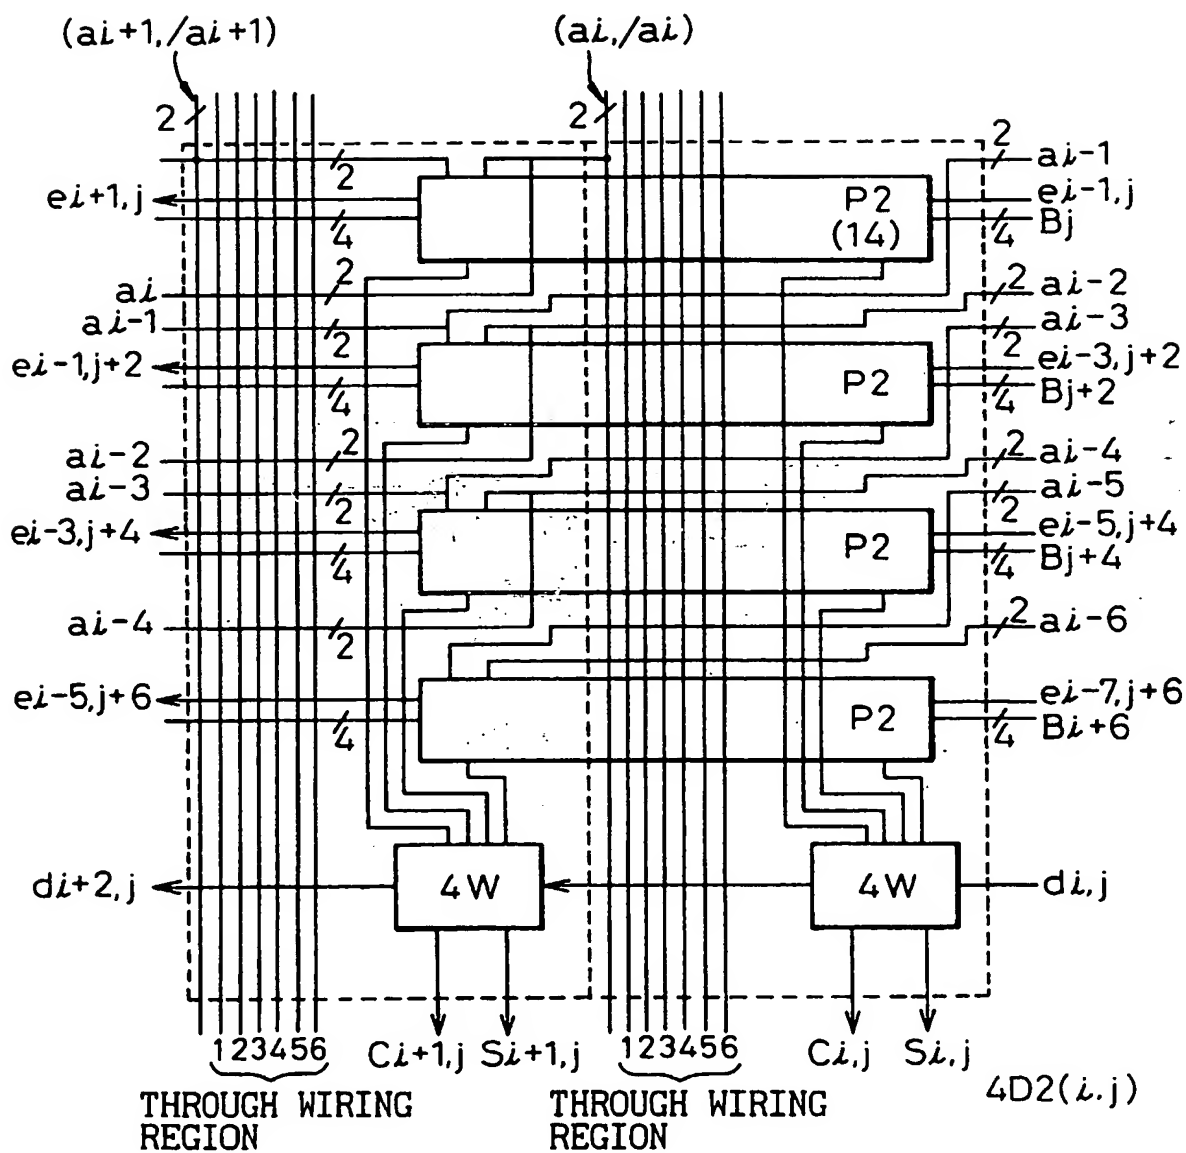 (ai+1,/ai+1) (ai,/ai)
2 2
2 ai-1
2
ei+1,j P2 ei-1,j
(14) 4 Bj
4
2 2 ai-2
ai
ai-1 ai-3
2 2
ei-1,j+2 P2 ei-3,j+2
4 4 Bj+2
2 2 ai-4
ai-2
ai-3 ai-5
2 2
ei-3,j+4 P2 ei-5,j+4
4 4 Bj+4
ai-4 2 ai-6
2
ei-5,j+6 P2 ei-7,j+6
4 4 Bi+6
di+2,j 4W 4W di,j
123456 Ci+1,j Si+1,j 123456 Ci,j Si,j
THROUGH WIRING REGION THROUGH WIRING REGION
4D2(i.j)